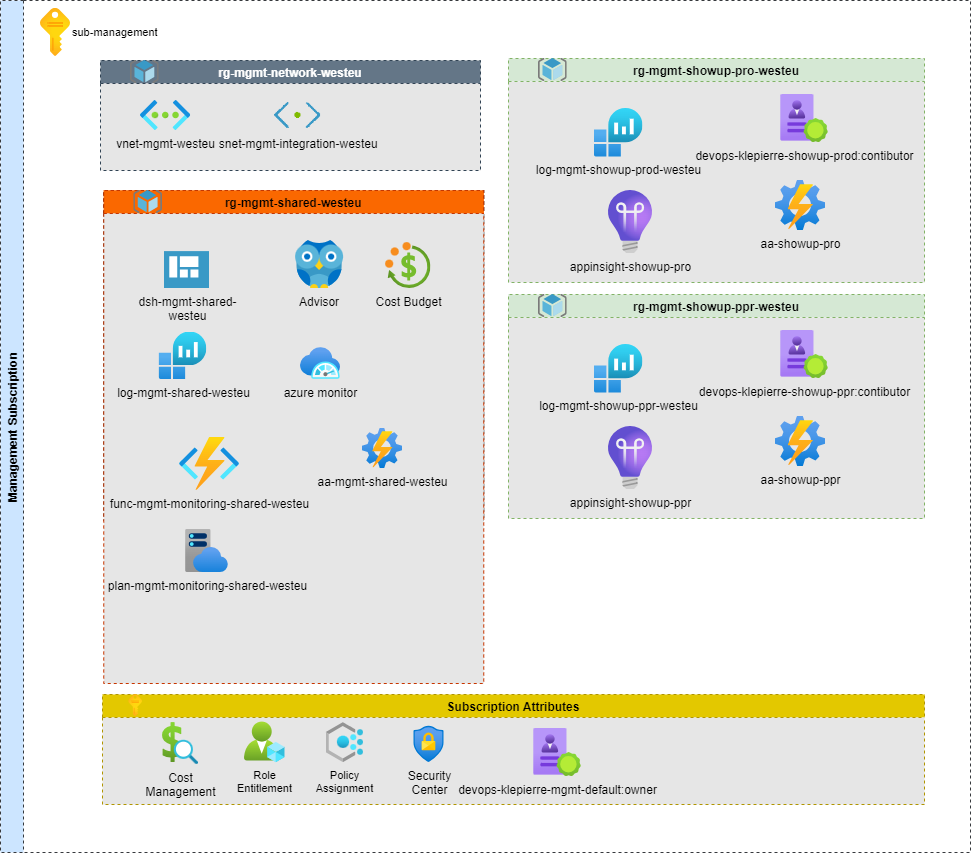 Management Subscription
sub-management
rg-mgmt-network-westeu
vnet-mgmt-westeu
snet-mgmt-integration-westeu
rg-mgmt-shared-westeu
dsh-mgmt-shared-
westeu
Advisor
Cost Budget
log-mgmt-shared-westeu
azure monitor
func-mgmt-monitoring-shared-westeu
aa-mgmt-shared-westeu
plan-mgmt-monitoring-shared-westeu
rg-mgmt-showup-pro-westeu
log-mgmt-showup-prod-westeu
devops-klepierre-showup-prod:contibutor
appinsight-showup-pro
aa-showup-pro
rg-mgmt-showup-ppr-westeu
log-mgmt-showup-ppr-westeu
devops-klepierre-showup-ppr:contibutor
appinsight-showup-ppr
aa-showup-ppr
Subscription Attributes
Cost
Management
Role
Entitlement
Policy
Assignment
Security
Center
devops-klepierre-mgmt-default:owner